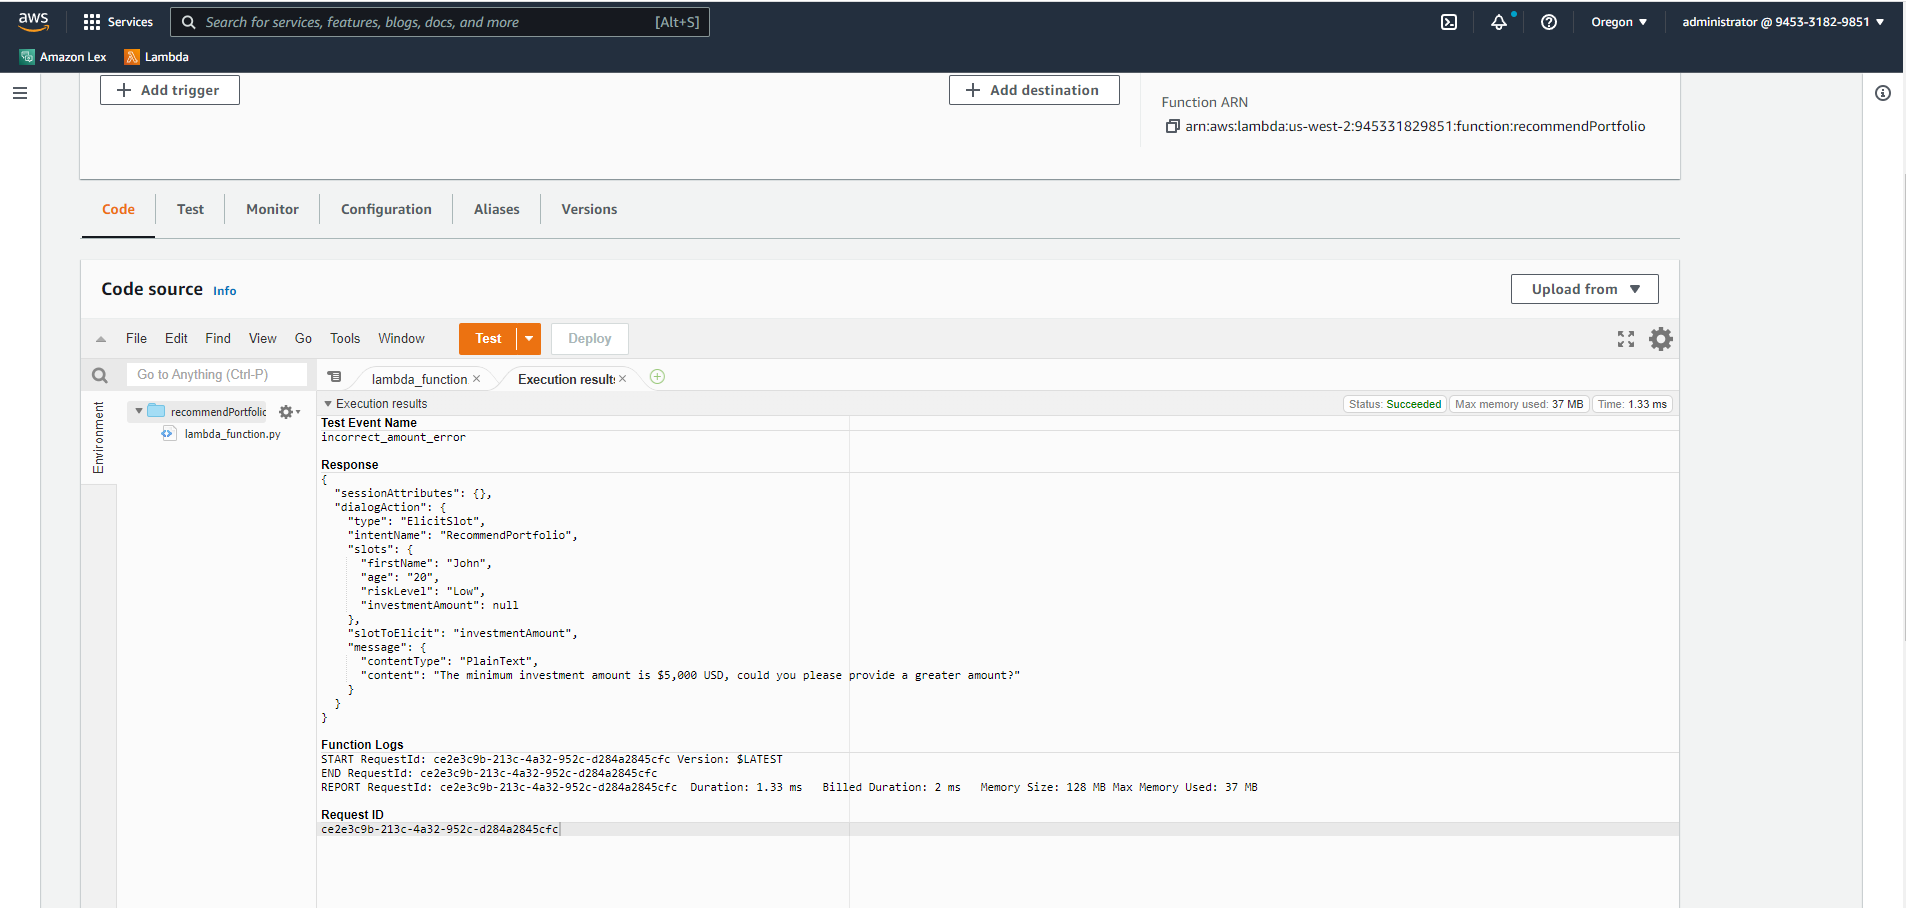 aws
Services
Search for services, features, blogs, docs, and more
[Alt+S]
Oregon
administrator @ 9453-3182-9851
Amazon Lex
Lambda
Add trigger
Add destination
Function ARN
arn:aws:lambda:us-west-2:945331829851:function:recommendPortfolio
Code
Test
Monitor
Configuration
Aliases
Versions
Code source Info
Upload from
File Edit Find View Go Tools Window
Test
Deploy
Go to Anything (Ctrl-P)
lambda_function
Execution results
Environment
recommendPortfolio
lambda_function.py
Execution results
Status: Succeeded
Max memory used: 37 MB
Time: 1.33 ms
Test Event Name
incorrect_amount_error
Response
{
"sessionAttributes": {},
"dialogAction": {
"type": "ElicitSlot",
"intentName": "RecommendPortfolio",
"slots": {
"firstName": "John",
"age": "20",
"riskLevel": "Low",
"investmentAmount": null
},
"slotToElicit": "investmentAmount",
"message": {
"contentType": "PlainText",
"content": "The minimum investment amount is $5,000 USD, could you please provide a greater amount?"
}
}
}
Function Logs
START RequestId: ce2e3c9b-213c-4a32-952c-d284a2845cfc Version: $LATEST
END RequestId: ce2e3c9b-213c-4a32-952c-d284a2845cfc
REPORT RequestId: ce2e3c9b-213c-4a32-952c-d284a2845cfc Duration: 1.33 ms Billed Duration: 2 ms Memory Size: 128 MB Max Memory Used: 37 MB
Request ID
ce2e3c9b-213c-4a32-952c-d284a2845cfc